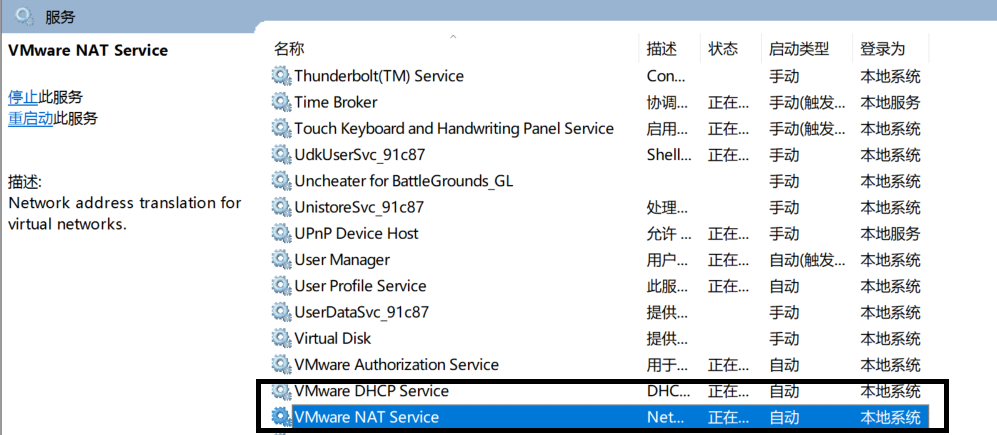 服务
VMware NAT Service
停止此服务
重启动此服务
描述:
Network address translation for
virtual networks.
名称 描述 状态 启动类型 登录为
Thunderbolt(TM) Service Con... 手动 本地系统
Time Broker 协调... 正在... 手动(触发... 本地服务
Touch Keyboard and Handwriting Panel Service 启用... 正在... 手动(触发... 本地系统
UdkUserSvc_91c87 Shell... 正在... 手动 本地系统
Uncheater for BattleGrounds_GL 手动 本地系统
UnistoreSvc_91c87 处理... 手动 本地系统
UPnP Device Host 允许 ... 正在... 手动 本地服务
User Manager 用户... 正在... 自动(触发... 本地系统
User Profile Service 此服... 正在... 自动 本地系统
UserDataSvc_91c87 提供... 手动 本地系统
Virtual Disk 提供... 手动 本地系统
VMware Authorization Service 用于... 正在... 自动 本地系统
VMware DHCP Service DHC... 正在... 自动 本地系统
VMware NAT Service Net... 正在... 自动 本地系统